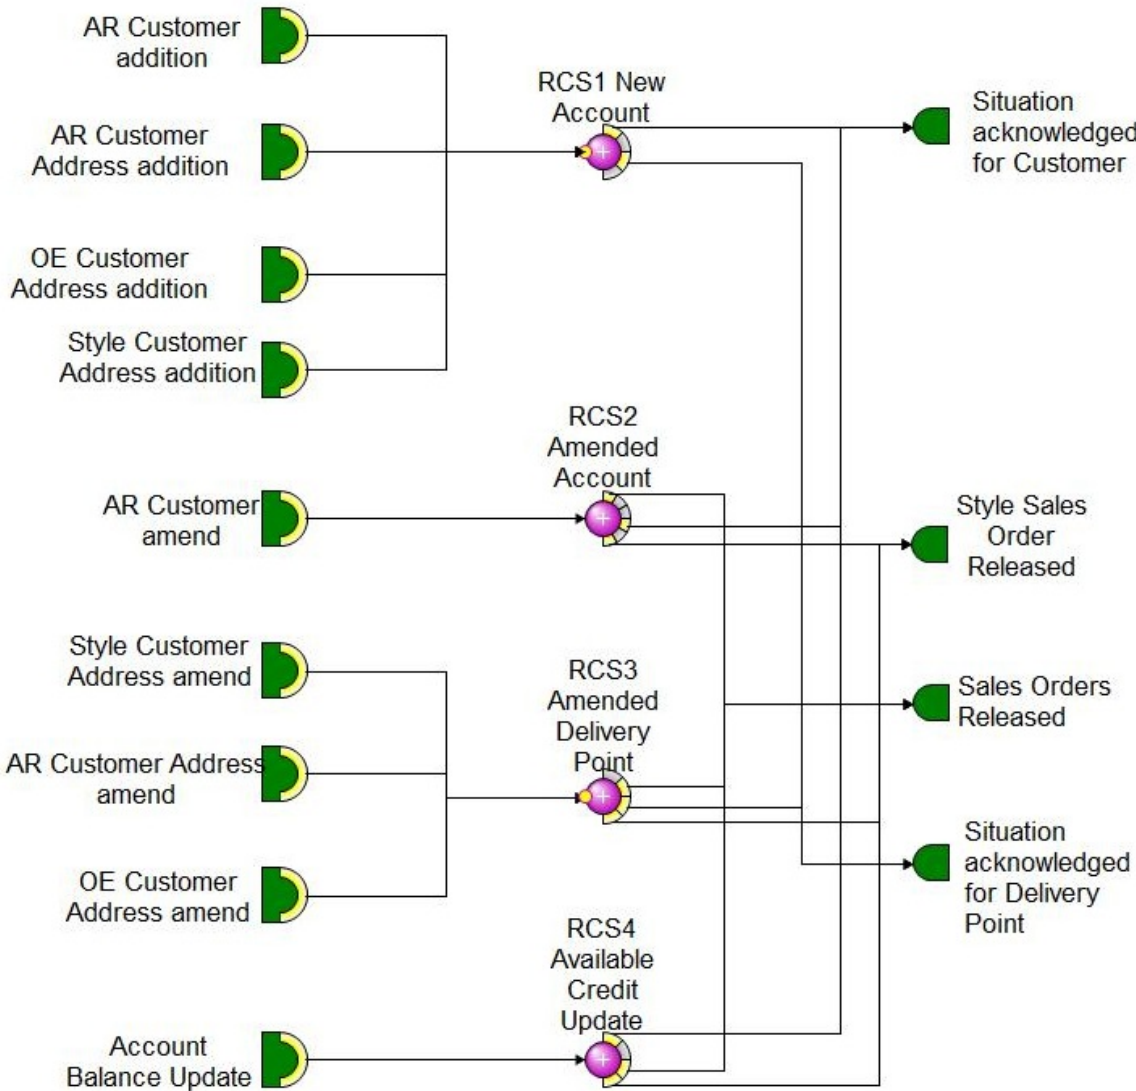 AR Customer
addition
AR Customer
Address addition
OE Customer
Address addition
Style Customer
Address addition
AR Customer
amend
Style Customer
Address amend
AR Customer Address
amend
OE Customer
Address amend
Account
Balance Update
RCS1 New
Account
RCS2
Amended
Account
RCS3
Amended
Delivery
Point
RCS4
Available
Credit
Update
Situation
acknowledged
for Customer
Style Sales
Order
Released
Sales Orders
Released
Situation
acknowledged
for Delivery
Point